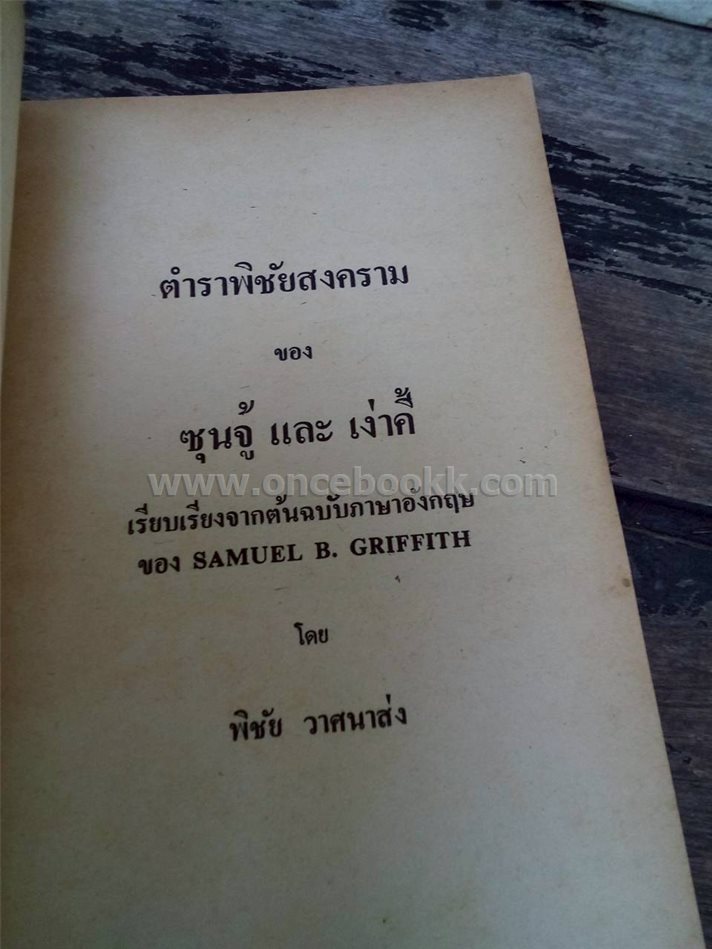 ตำราพิชัยสงคราม
ของ
ซุนจู้ และ เง่าคี้
www.oncebookk.com
เรียบเรียงจากต้นฉบับภาษาอังกฤษ
ของ SAMUEL B. GRIFFITH
โดย
พิชัย วาศนาส่ง